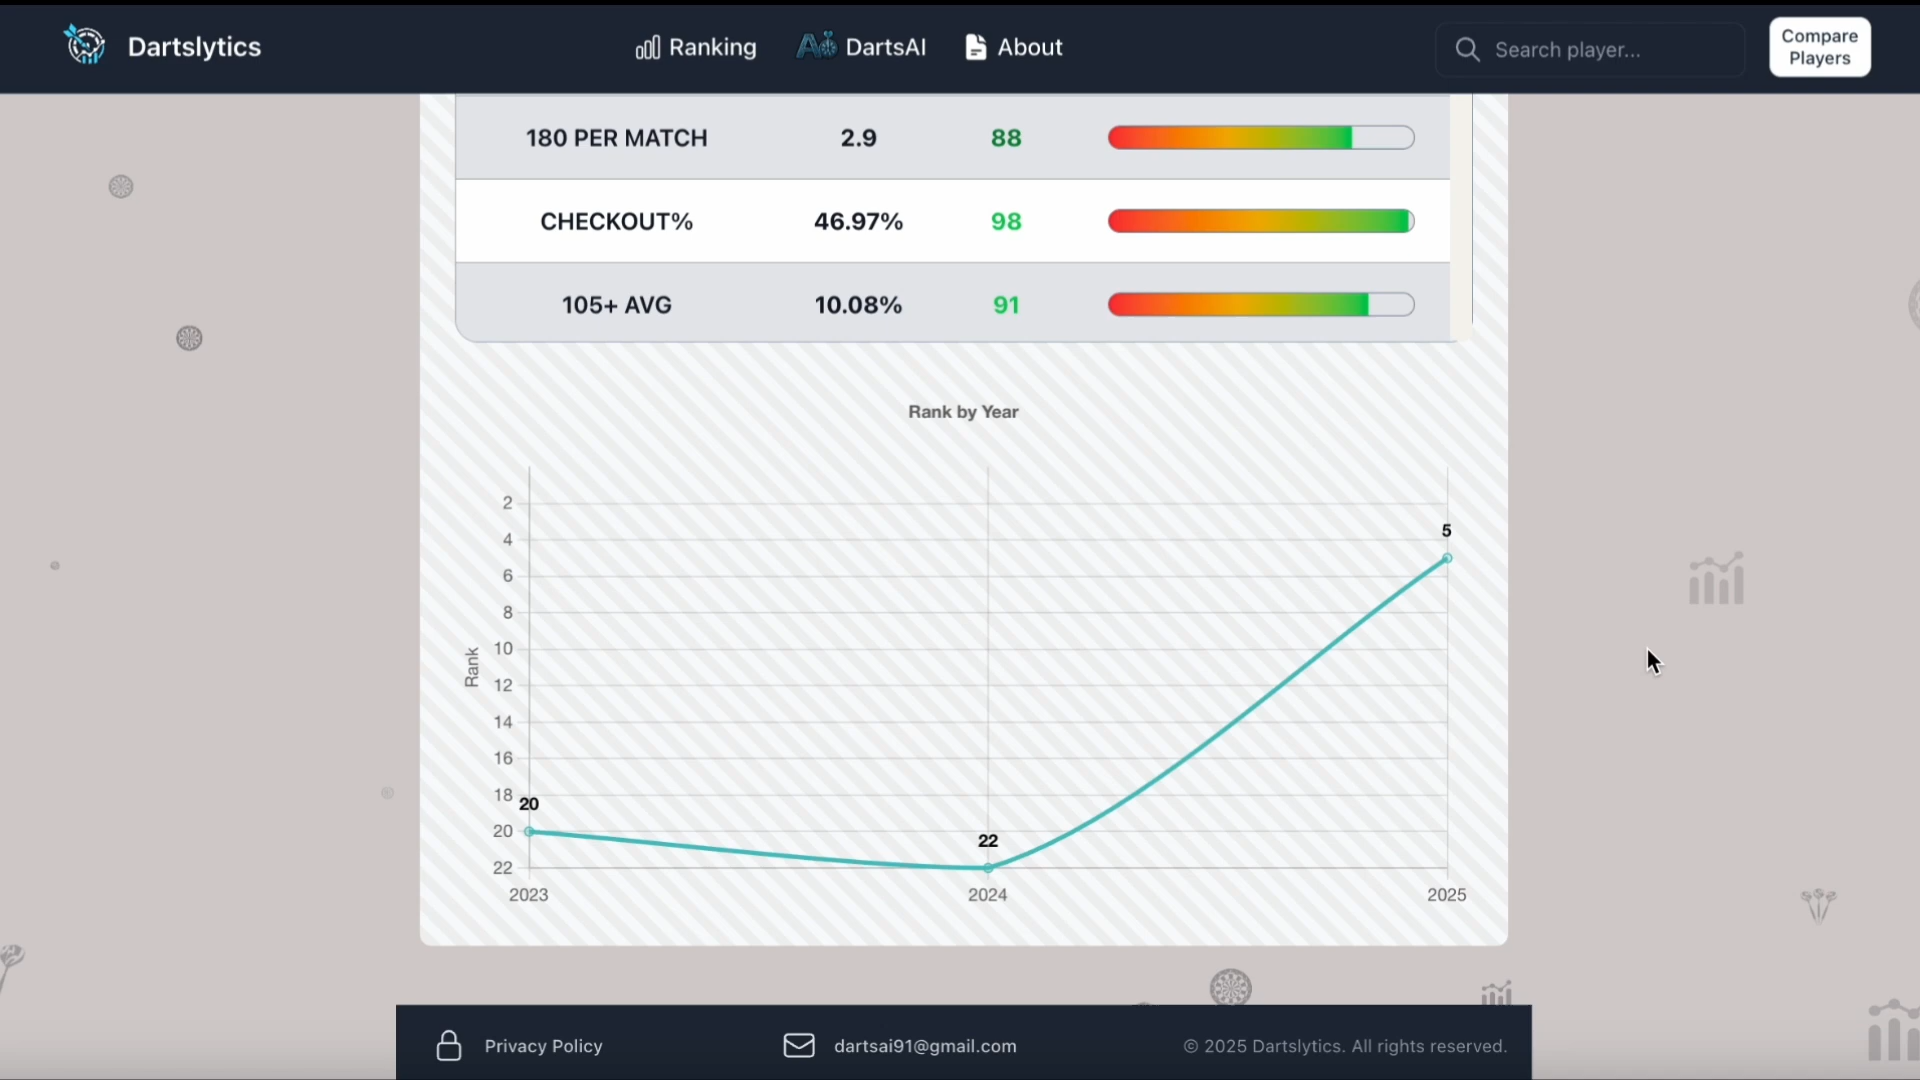 Dartslytics
Ranking
DartsAI
About
Search player...
Compare
Players
180 PER MATCH 2.9 88
CHECKOUT% 46.97% 98
105+ AVG 10.08% 91
Rank by Year
Rank
2
4
6
8
10
12
14
16
18
20
22
20
22
5
2023 2024 2025
Privacy Policy
dartsai91@gmail.com
© 2025 Dartslytics. All rights reserved.